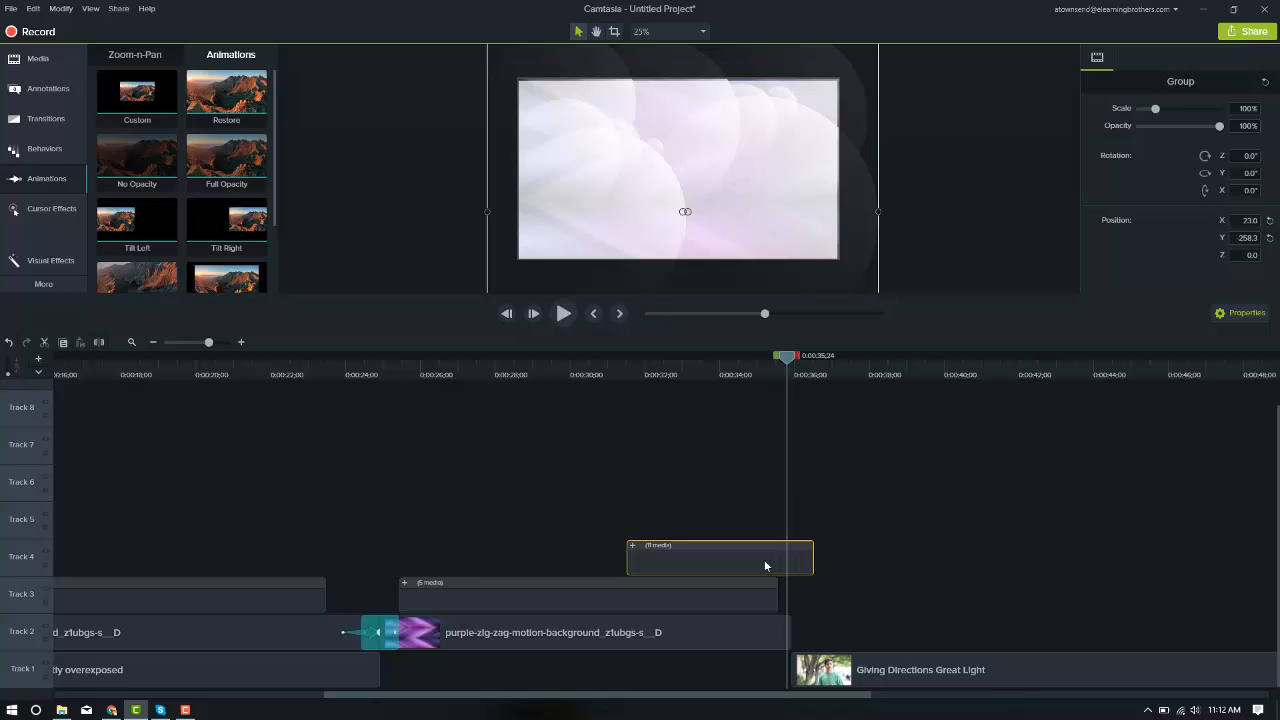 File Edit View Modify Share Help
Camtasia - Untitled Project*
atownsend@elearningbrothers.com
Record
25%
Share
Media
Annotations
Transitions
Behaviors
Animations
Cursor Effects
Visual Effects
More
Zoom-n-Pan Animations
Custom Restore
No Opacity Full Opacity
Tilt Left Tilt Right
Group
Scale 100%
Opacity 100%
Rotation: Z 0.0°
Y 0.0°
X 0.0°
Position: X 23.0
Y 258.3
Z 0.0
Properties
0:00:35;24
0:00:18;00 0:00:20;00 0:00:22;00 0:00:24;00 0:00:26;00 0:00:28;00 0:00:30;00 0:00:32;00 0:00:34;00 0:00:36;00 0:00:38;00 0:00:40;00 0:00:42;00 0:00:44;00 0:00:46;00 0:00:48;00
Track 8
Track 7
Track 6
Track 5
Track 4 (11 media)
Track 3 (5 media)
Track 2 d_z1ubgs-s__D purple-zig-zag-motion-background_z1ubgs-s__D
Track 1 tly overexposed Giving Directions Great Light
11:12 AM